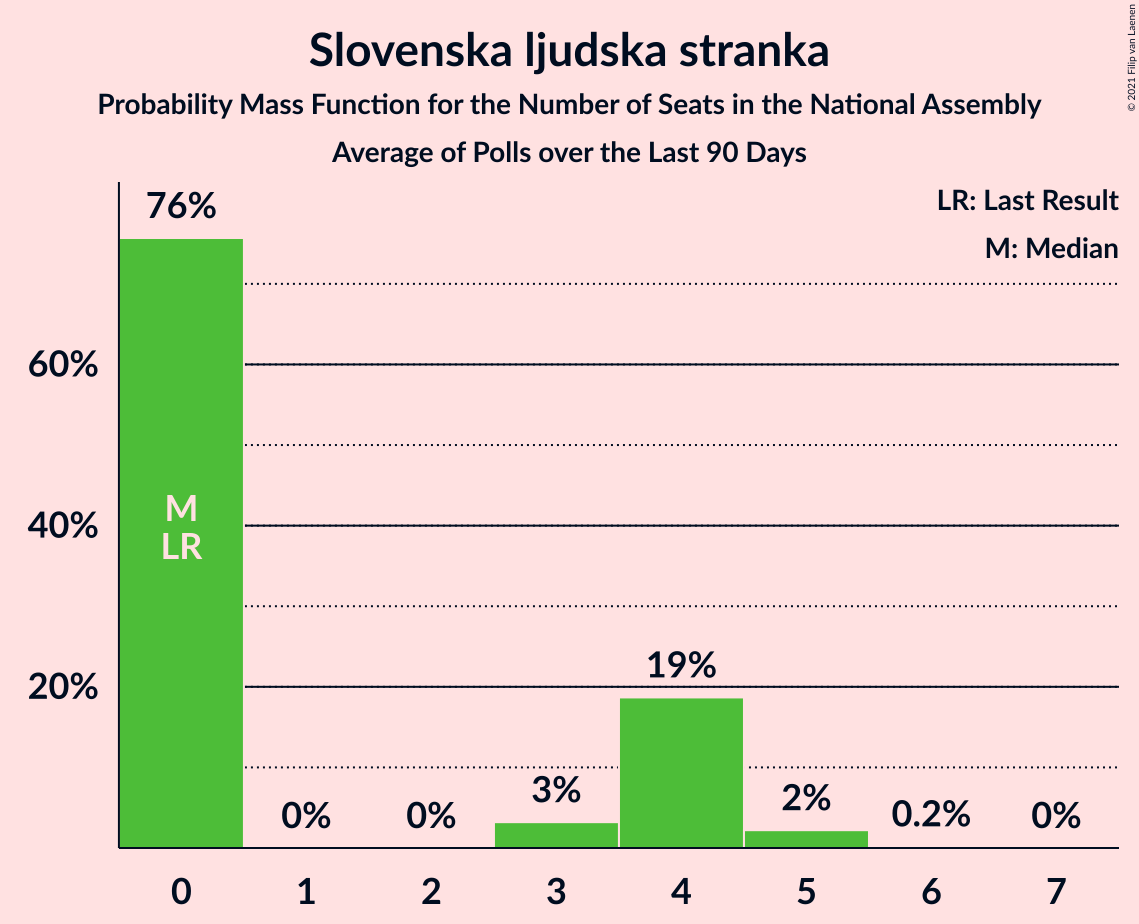 Slovenska ljudska stranka
Probability Mass Function for the Number of Seats in the National Assembly
Average of Polls over the Last 90 Days
© 2021 Filip van Laenen
LR: Last Result
M: Median
76%
60%
40%
20%
M
LR
0%
0%
3%
19%
2%
0.2%
0%
0
1
2
3
4
5
6
7